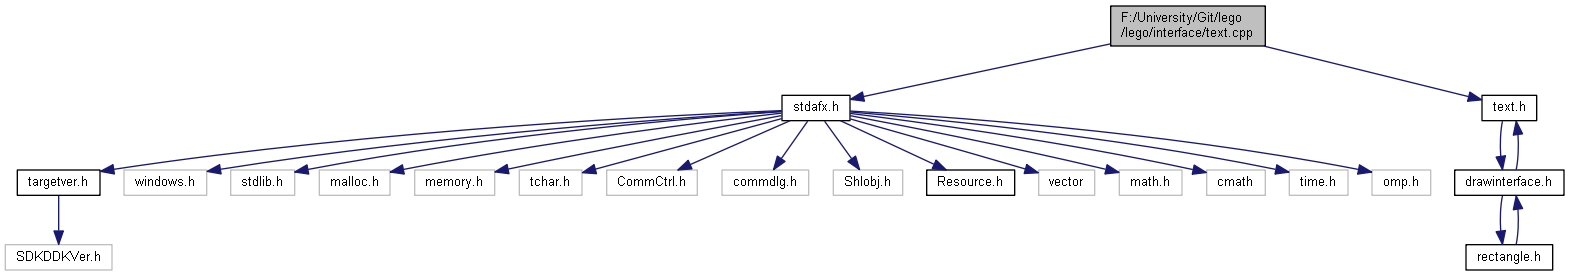 F:/University/Git/lego
/lego/interface/text.cpp
stdafx.h
text.h
targetver.h
windows.h
stdlib.h
malloc.h
memory.h
tchar.h
CommCtrl.h
commdlg.h
Shlobj.h
Resource.h
vector
math.h
cmath
time.h
omp.h
drawinterface.h
SDKDDKVer.h
rectangle.h